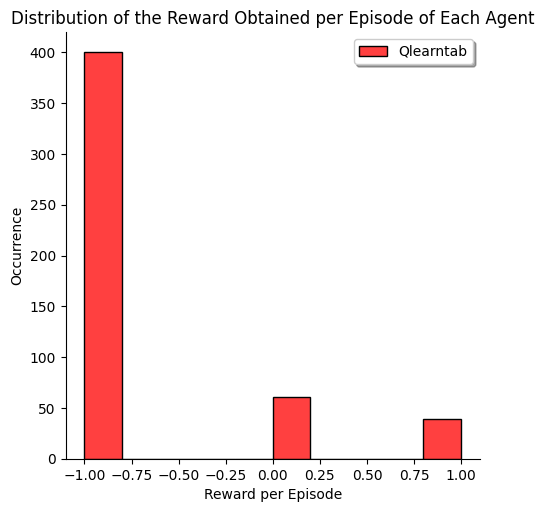 Distribution of the Reward Obtained per Episode of Each Agent
Qlearntab
400
350
300
250
200
150
100
50
0
Occurrence
−1.00 −0.75 −0.50 −0.25 0.00 0.25 0.50 0.75 1.00
Reward per Episode